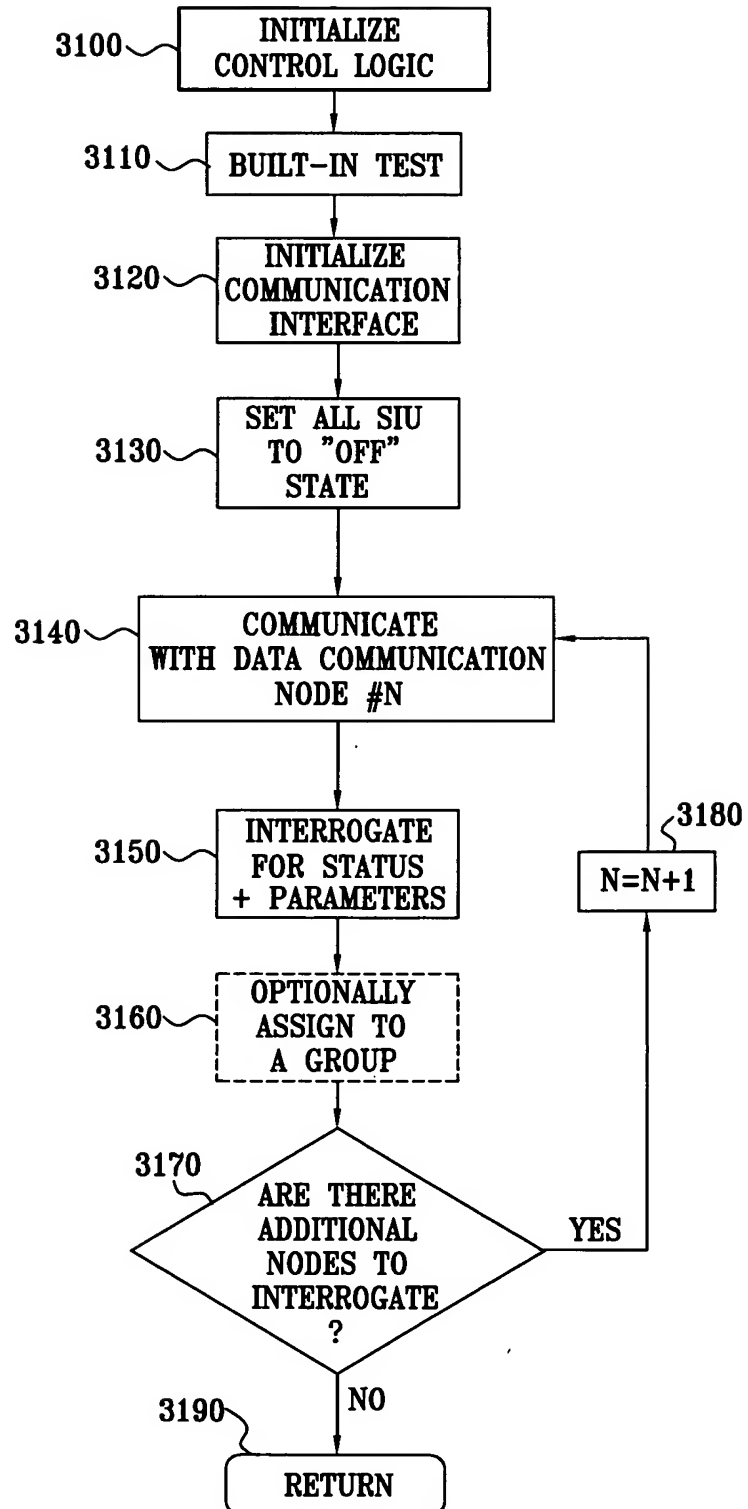 3100
INITIALIZE
CONTROL LOGIC
3110
BUILT-IN TEST
3120
INITIALIZE
COMMUNICATION
INTERFACE
3130
SET ALL SIU
TO "OFF"
STATE
3140
COMMUNICATE
WITH DATA COMMUNICATION
NODE #N
3150
INTERROGATE
FOR STATUS
+ PARAMETERS
3180
N=N+1
3160
OPTIONALLY
ASSIGN TO
A GROUP
3170
ARE THERE
ADDITIONAL
NODES TO
INTERROGATE
?
YES
NO
3190
RETURN